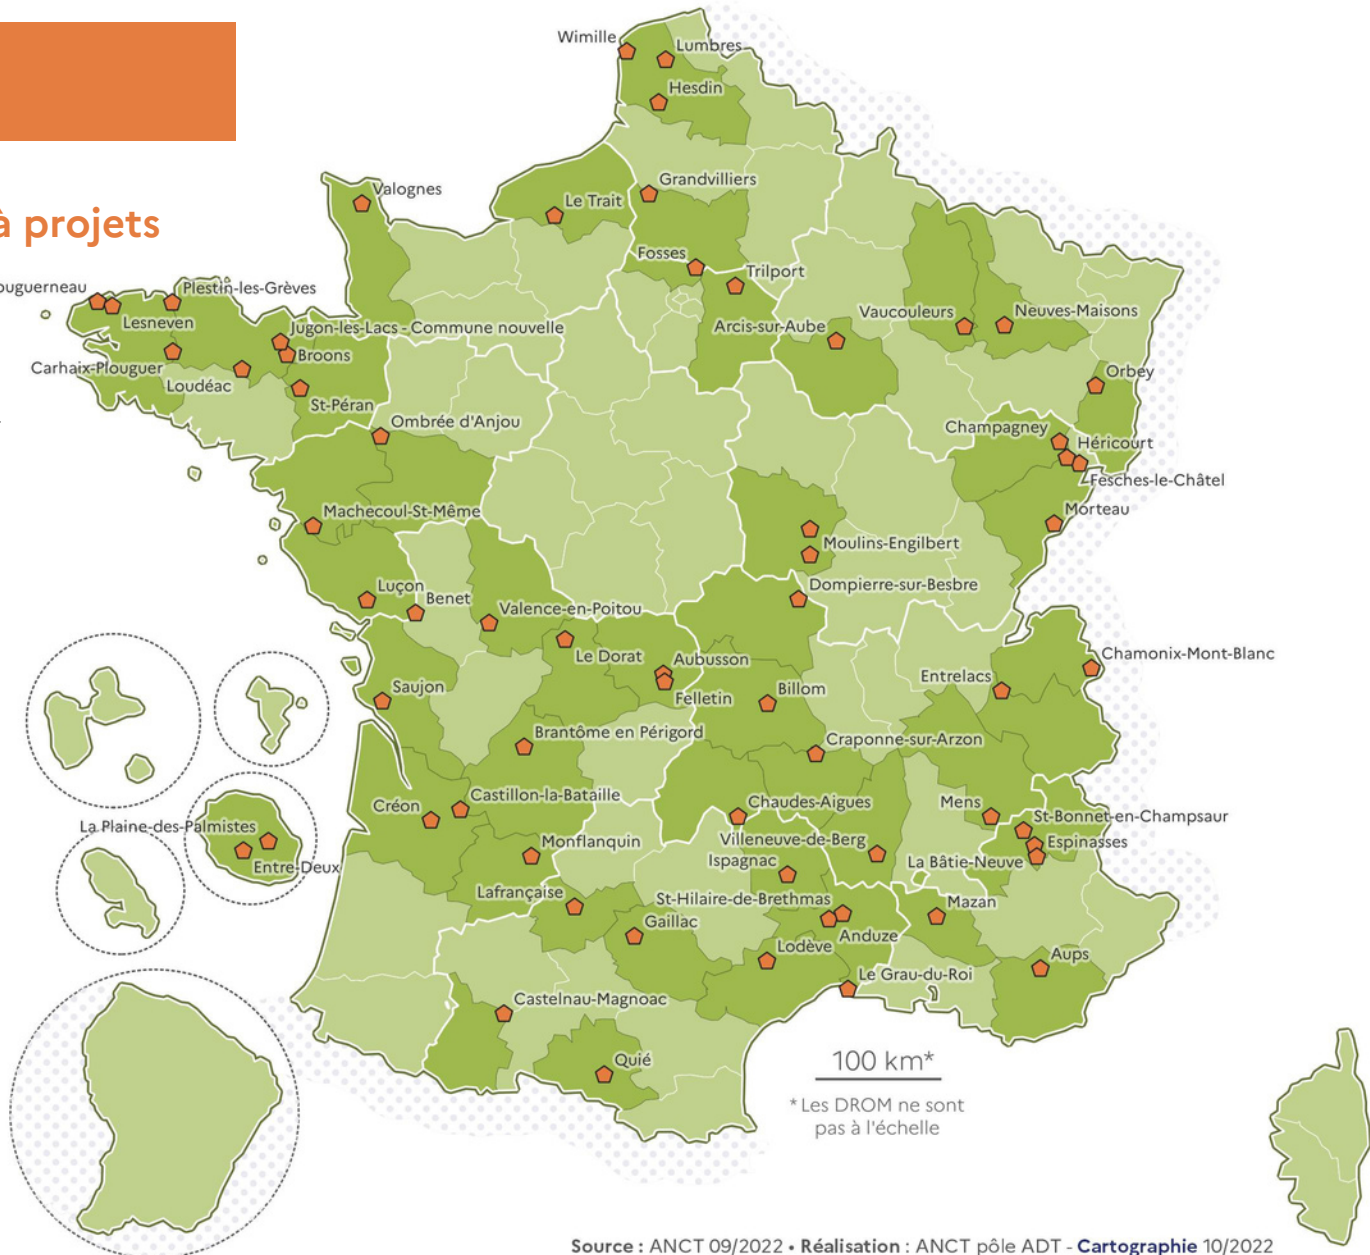 Wimille
Lumbres
Hesdin
Valognes
Le Trait
Grandvilliers
à projets
Fosses
Trilport
ouguerneau
Plestin-les-Grèves
Lesneven
Jugon-les-Lacs - Commune nouvelle
Arcis-sur-Aube
Vaucouleurs
Neuves-Maisons
Broons
Carhaix-Plouguer
Loudéac
Orbey
St-Péran
Ombrée d'Anjou
Champagney
Héricourt
Fesches-le-Châtel
Machecoul-St-Même
Morteau
Moulins-Engilbert
Luçon
Benet
Dompierre-sur-Besbre
Valence-en-Poitou
Le Dorat
Aubusson
Chamonix-Mont-Blanc
Entrelacs
Saujon
Felletin
Billom
Brantôme en Périgord
Craponne-sur-Arzon
Créon
Castillon-la-Bataille
Chaudes-Aigues
Mens
St-Bonnet-en-Champsaur
La Plaine-des-Palmistes
Monflanquin
Villeneuve-de-Berg
Espinasses
Entre-Deux
Ispagnac
La Bâtie-Neuve
Lafrançaise
St-Hilaire-de-Brethmas
Mazan
Gaillac
Anduze
Lodève
Aups
Le Grau-du-Roi
Castelnau-Magnoac
Quié
100 km*
* Les DROM ne sont
pas à l'échelle
Source : ANCT 09/2022 • Réalisation : ANCT pôle ADT - Cartographie 10/2022